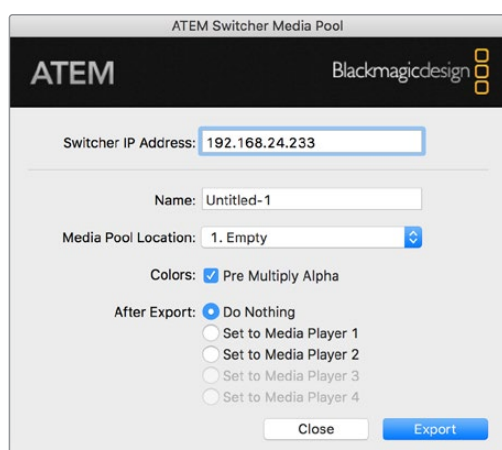 ATEM Switcher Media Pool
ATEM
Blackmagicdesign
Switcher IP Address: 192.168.24.233
Name: Untitled-1
Media Pool Location: 1. Empty
Colors: Pre Multiply Alpha
After Export: Do Nothing
Set to Media Player 1
Set to Media Player 2
Set to Media Player 3
Set to Media Player 4
Close Export